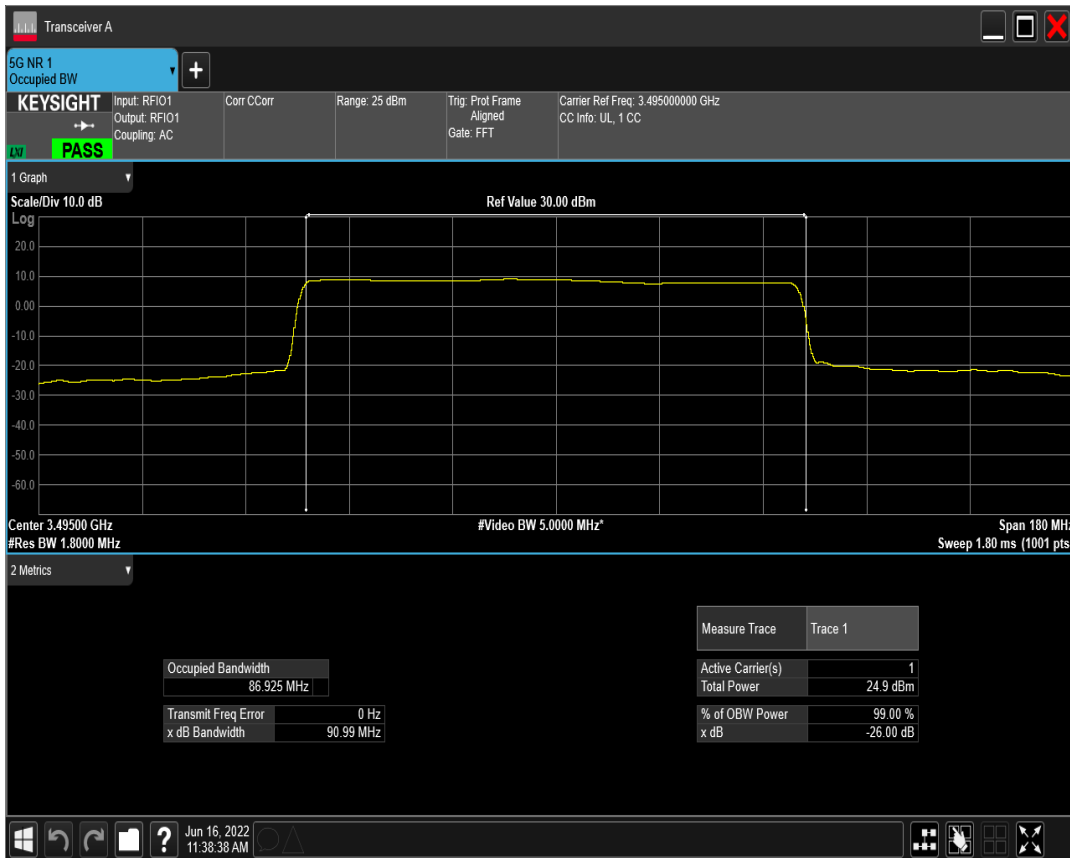 Transceiver A
5G NR 1
Occupied BW
+
KEYSIGHT
LXI
PASS
Input: RFIO1
Output: RFIO1
Coupling: AC
Corr CCorr
Range: 25 dBm
Trig: Prot Frame
Aligned
Gate: FFT
Carrier Ref Freq: 3.495000000 GHz
CC Info: UL, 1 CC
1 Graph
Scale/Div 10.0 dB
Ref Value 30.00 dBm
Log
20.0
10.0
0.00
-10.0
-20.0
-30.0
-40.0
-50.0
-60.0
Center 3.49500 GHz
#Video BW 5.0000 MHz*
Span 180 MHz
#Res BW 1.8000 MHz
Sweep 1.80 ms (1001 pts
2 Metrics
Measure Trace Trace 1
Occupied Bandwidth
86.925 MHz
Active Carrier(s) 1
Total Power 24.9 dBm
Transmit Freq Error 0 Hz
x dB Bandwidth 90.99 MHz
% of OBW Power 99.00 %
x dB -26.00 dB
?
Jun 16, 2022
11:38:38 AM